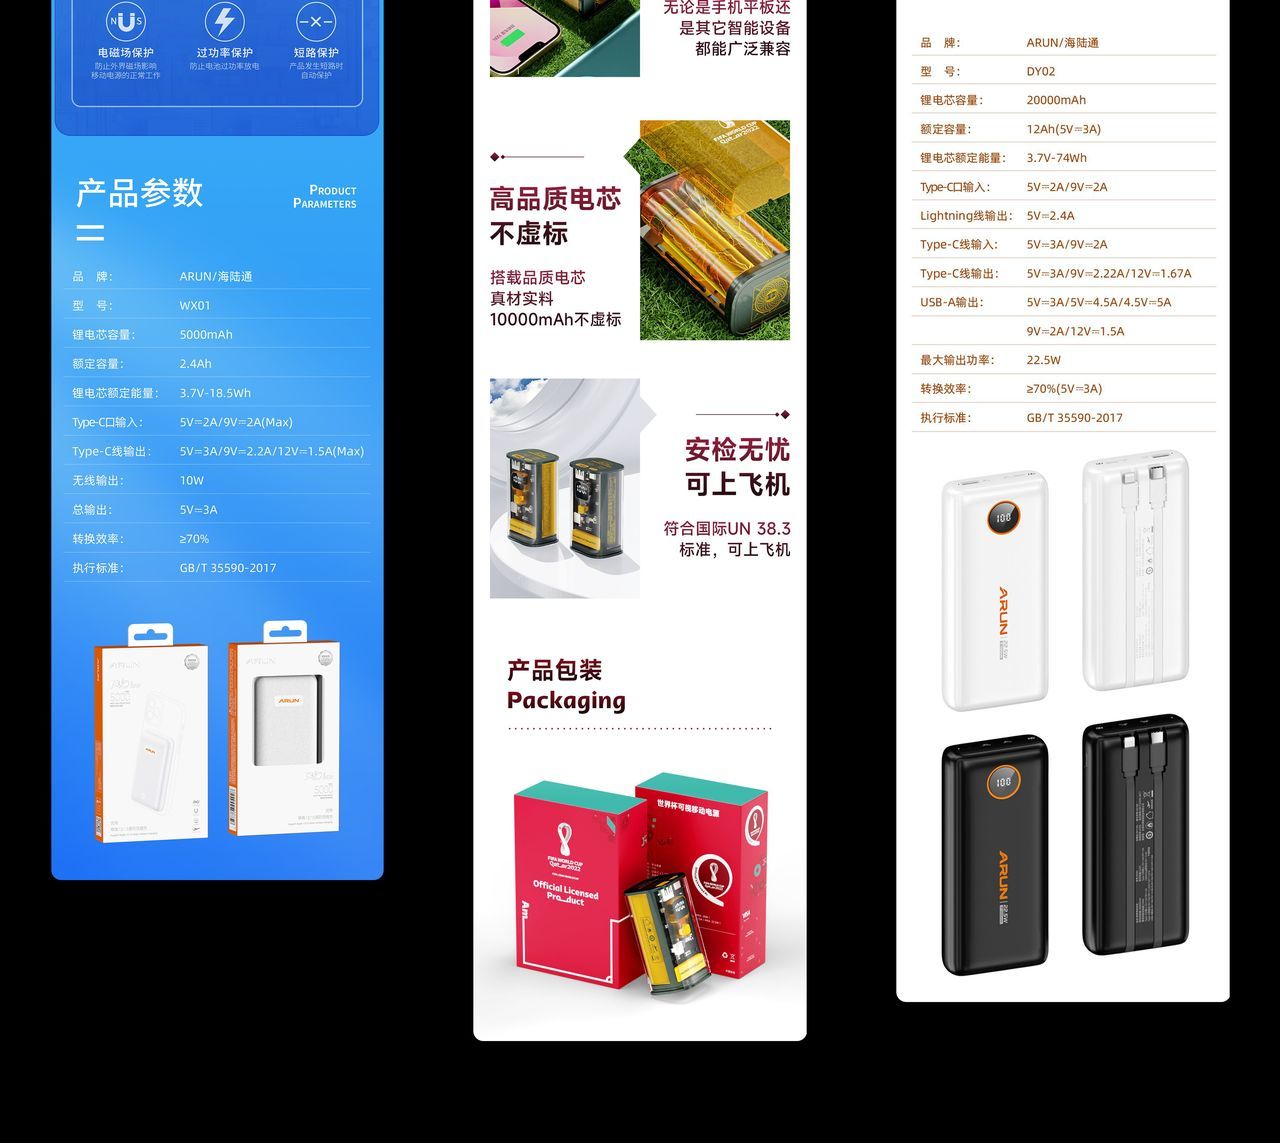 电磁场保护
防止外界磁场影响
移动电源的正常工作
过功率保护
防止电池过功率放电
短路保护
产品发生短路时
自动保护
产品参数
PRODUCT
PARAMETERS
品 牌: ARUN/海陆通
型 号: WX01
锂电芯容量: 5000mAh
额定容量: 2.4Ah
锂电芯额定能量: 3.7V-18.5Wh
Type-C口输入: 5V⎓2A/9V⎓2A(Max)
Type-C线输出: 5V⎓3A/9V⎓2.2A/12V⎓1.5A(Max)
无线输出: 10W
总输出: 5V⎓3A
转换效率: ≥70%
执行标准: GB/T 35590-2017
ARUN
5000
ARUN
ARUN
ARUN
5000
无论是手机平板还
是其它智能设备
都能广泛兼容
FIFA WORLD CUP
Qatar2022
高品质电芯
不虚标
搭载品质电芯
真材实料
10000mAh不虚标
安检无忧
可上飞机
符合国际UN 38.3
标准，可上飞机
产品包装
Packaging
世界杯可视移动电源
FIFA WORLD CUP
Qatar2022
Official Licensed
Product
VISA
品 牌: ARUN/海陆通
型 号: DY02
锂电芯容量: 20000mAh
额定容量: 12Ah(5V⎓3A)
锂电芯额定能量: 3.7V-74Wh
Type-C口输入: 5V⎓2A/9V⎓2A
Lightning线输出: 5V⎓2.4A
Type-C线输入: 5V⎓3A/9V⎓2A
Type-C线输出: 5V⎓3A/9V⎓2.22A/12V⎓1.67A
USB-A输出: 5V⎓3A/5V⎓4.5A/4.5V⎓5A
9V⎓2A/12V⎓1.5A
最大输出功率: 22.5W
转换效率: ≥70%(5V⎓3A)
执行标准: GB/T 35590-2017
100
ARUN
22.5W
100
ARUN
22.5W